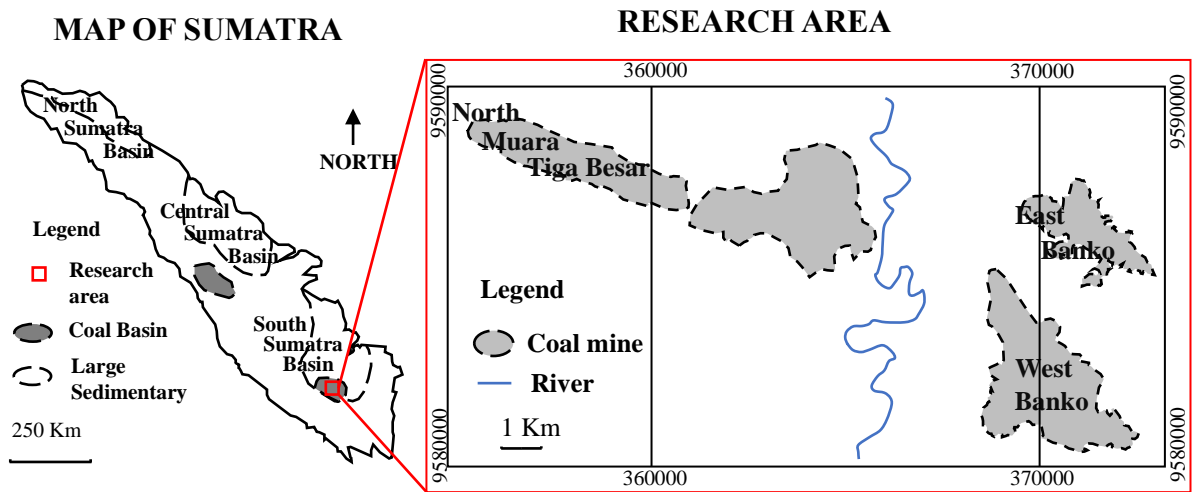 MAP OF SUMATRA
North
Sumatra
Basin
NORTH
Central
Sumatra
Basin
Legend
Research
area
Coal Basin
Large
Sedimentary
South
Sumatra
Basin
250 Km
RESEARCH AREA
360000
370000
9590000
9590000
North
Muara
Tiga Besar
East
Banko
Legend
Coal mine
River
1 Km
West
Banko
9580000
9580000
360000
370000